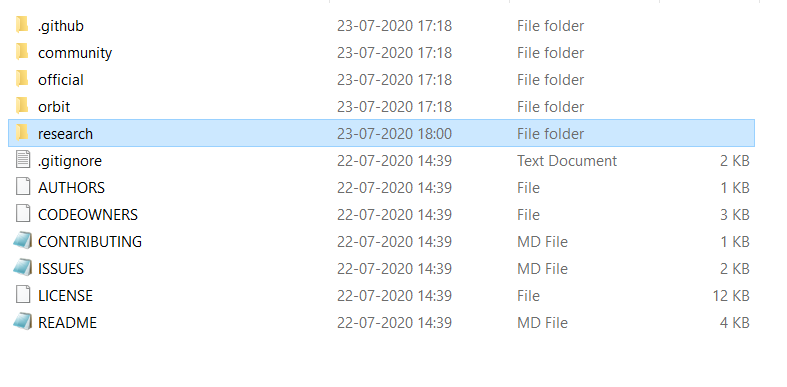 .github 23-07-2020 17:18 File folder
community 23-07-2020 17:18 File folder
official 23-07-2020 17:18 File folder
orbit 23-07-2020 17:18 File folder
research 23-07-2020 18:00 File folder
.gitignore 22-07-2020 14:39 Text Document 2 KB
AUTHORS 22-07-2020 14:39 File 1 KB
CODEOWNERS 22-07-2020 14:39 File 3 KB
CONTRIBUTING 22-07-2020 14:39 MD File 1 KB
ISSUES 22-07-2020 14:39 MD File 2 KB
LICENSE 22-07-2020 14:39 File 12 KB
README 22-07-2020 14:39 MD File 4 KB